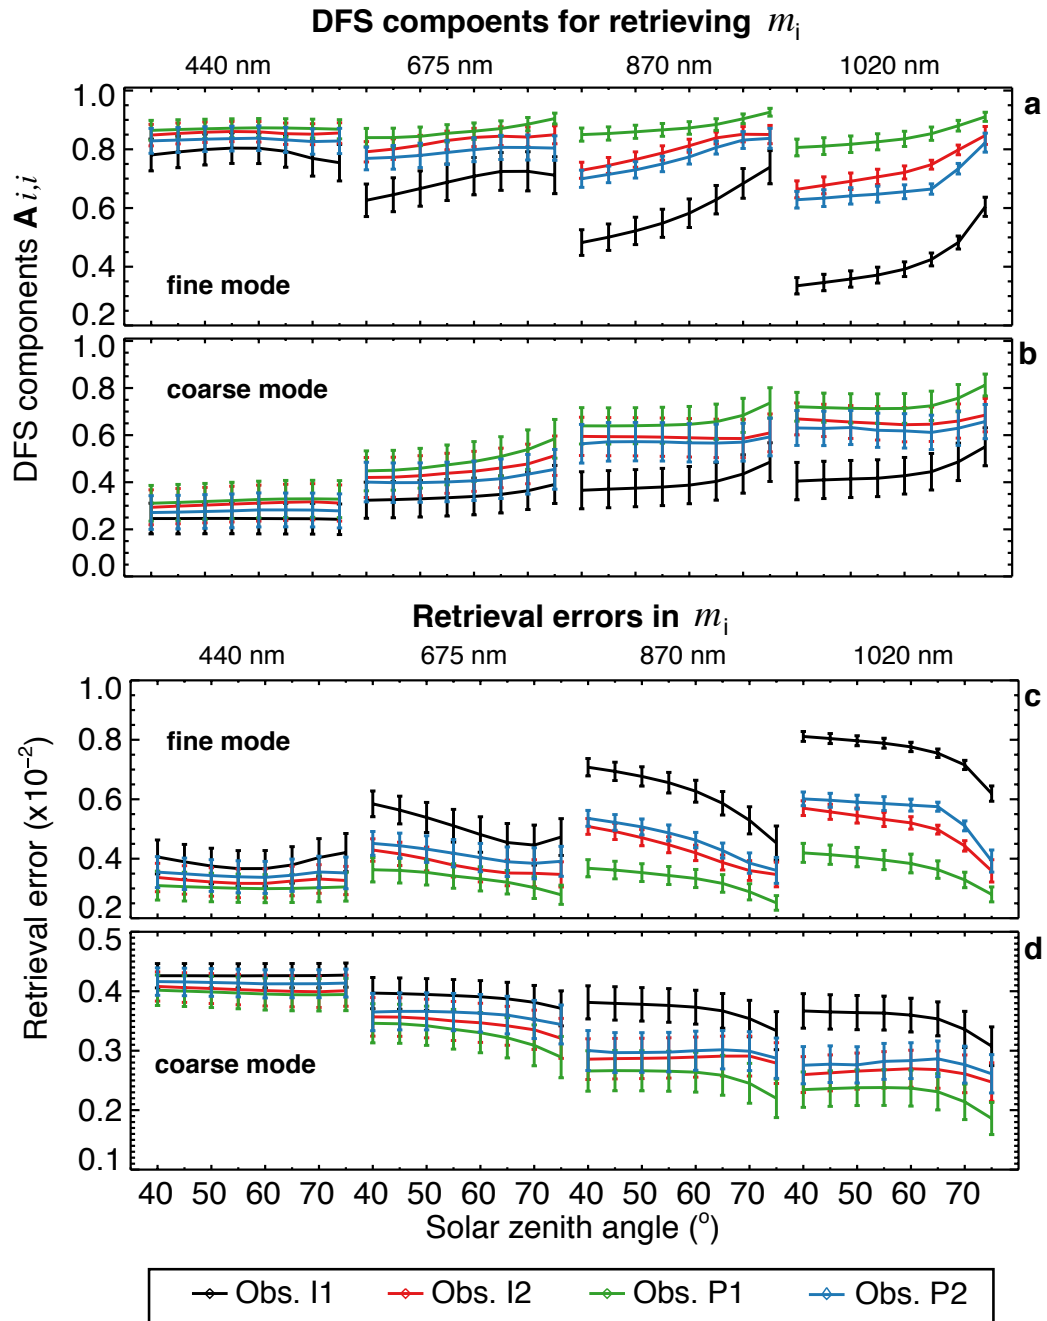 DFS compoents for retrieving m_i
440 nm 675 nm 870 nm 1020 nm
a
1.0
0.8
0.6
0.4
0.2
fine mode
DFS components A_i,i
b
1.0
0.8
0.6
0.4
0.2
0.0
coarse mode
Retrieval errors in m_i
440 nm 675 nm 870 nm 1020 nm
c
1.0
0.8
0.6
0.4
0.2
fine mode
Retrieval error (x10^-2)
d
0.5
0.4
0.3
0.2
0.1
coarse mode
40 50 60 70 40 50 60 70 40 50 60 70 40 50 60 70
Solar zenith angle (°)
Obs. I1 Obs. I2 Obs. P1 Obs. P2